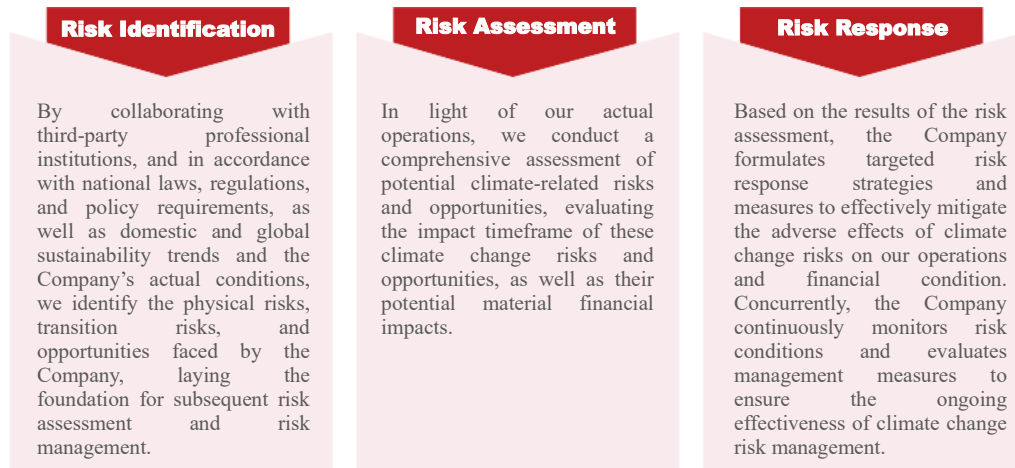 Risk Identification
By collaborating with
third-party professional
institutions, and in accordance
with national laws, regulations,
and policy requirements, as
well as domestic and global
sustainability trends and the
Company’s actual conditions,
we identify the physical risks,
transition risks, and
opportunities faced by the
Company, laying the
foundation for subsequent risk
assessment and risk
management.
Risk Assessment
In light of our actual
operations, we conduct a
comprehensive assessment of
potential climate-related risks
and opportunities, evaluating
the impact timeframe of these
climate change risks and
opportunities, as well as their
potential material financial
impacts.
Risk Response
Based on the results of the risk
assessment, the Company
formulates targeted risk
response strategies and
measures to effectively mitigate
the adverse effects of climate
change risks on our operations
and financial condition.
Concurrently, the Company
continuously monitors risk
conditions and evaluates
management measures to
ensure the ongoing
effectiveness of climate change
risk management.